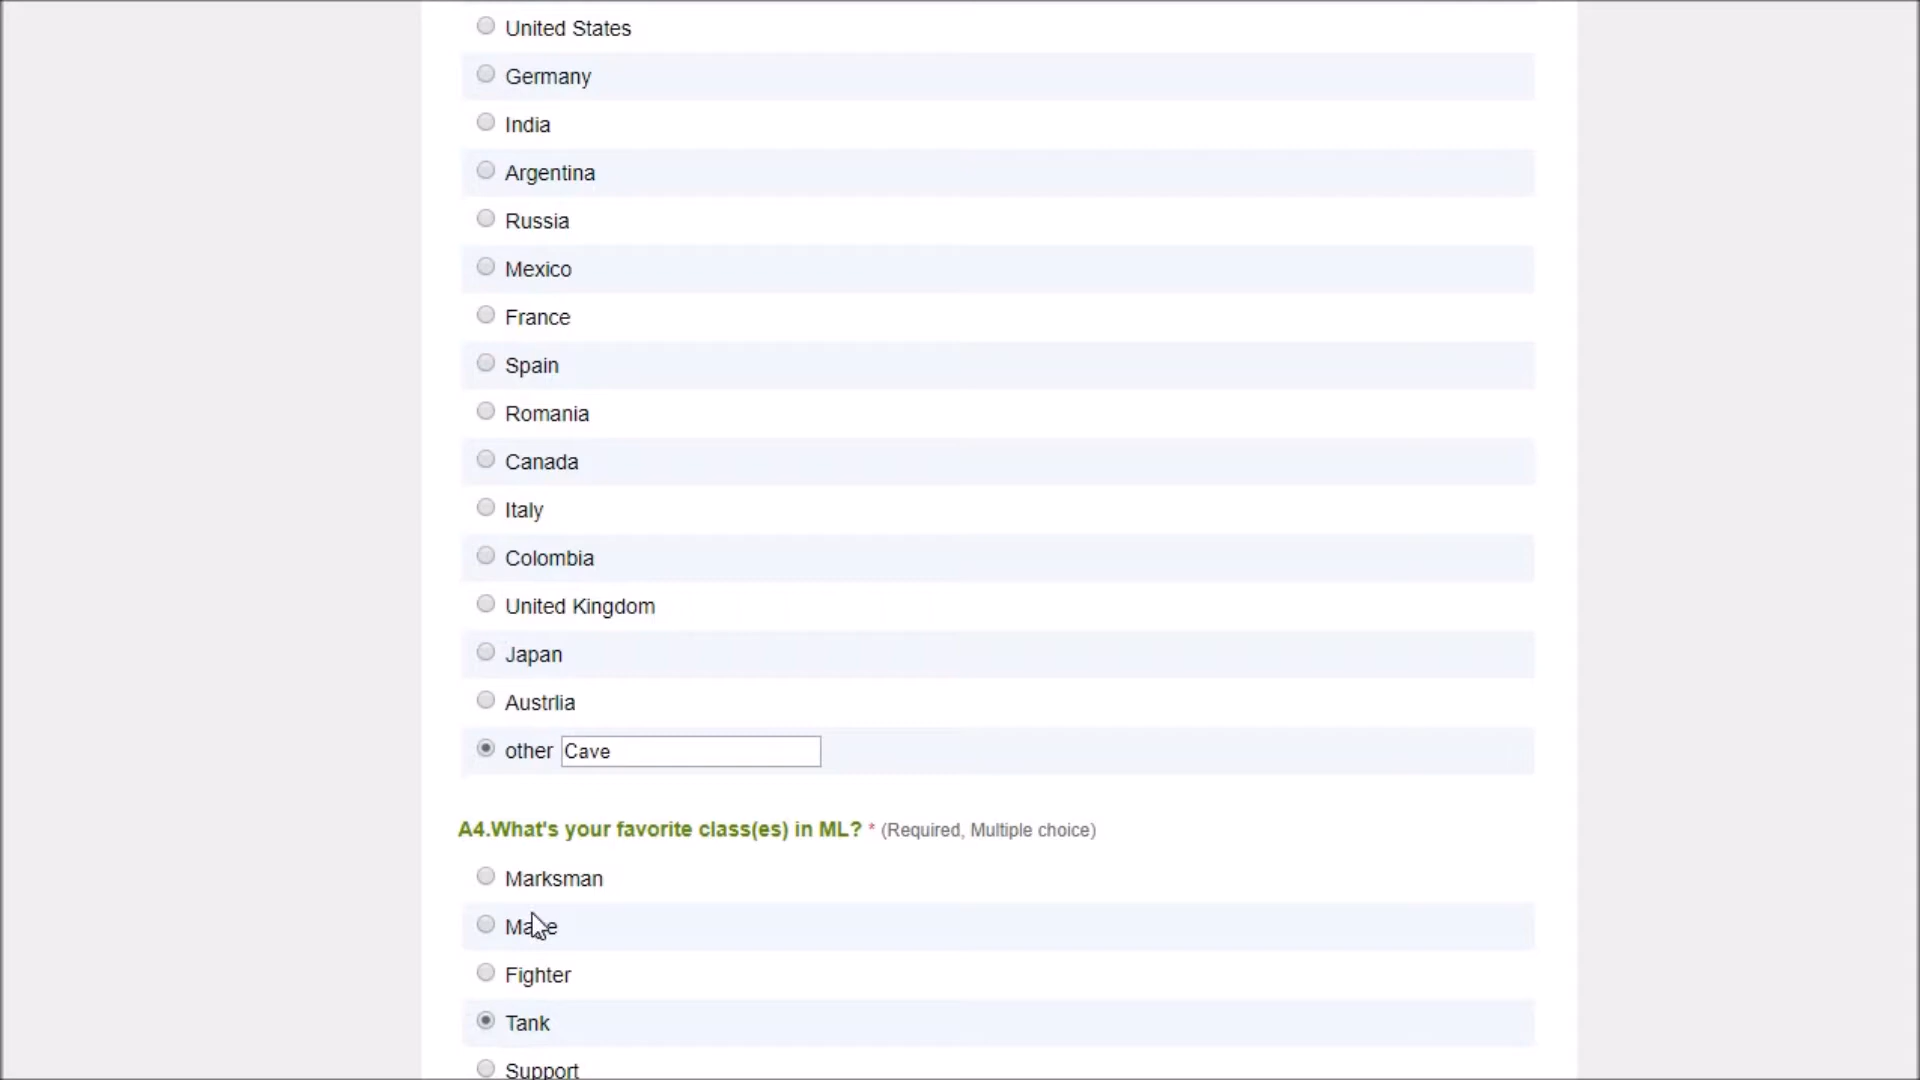 United States
Germany
India
Argentina
Russia
Mexico
France
Spain
Romania
Canada
Italy
Colombia
United Kingdom
Japan
Austrlia
other Cave
A4.What's your favorite class(es) in ML? * (Required, Multiple choice)
Marksman
Fighter
Tank
Support